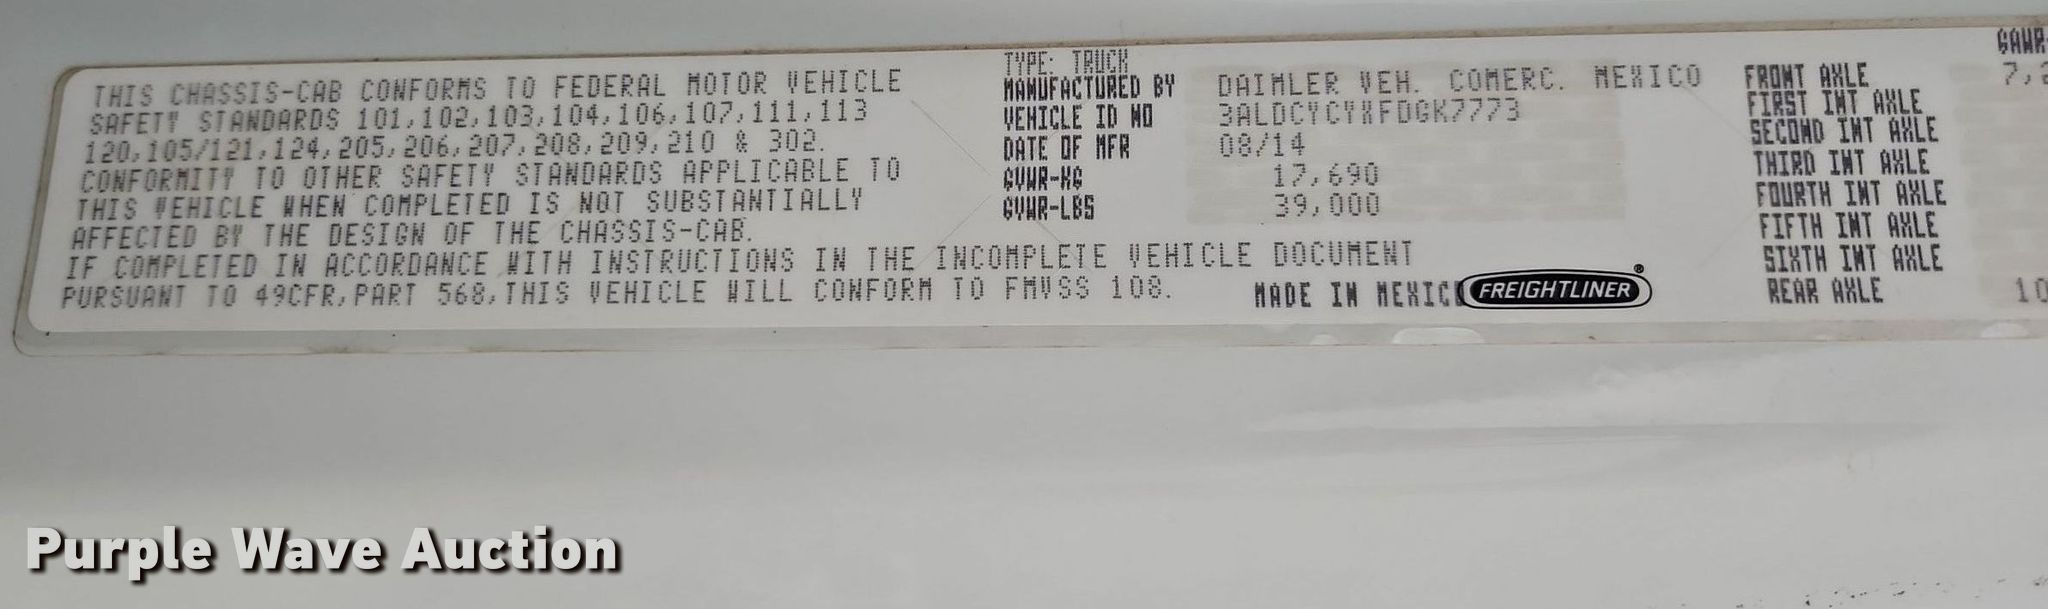 THIS CHASSIS-CAB CONFORMS TO FEDERAL MOTOR VEHICLE
SAFETY STANDARDS 101,102,103,104,106,107,111,113
120,105/121,124,205,206,207,208,209,210 & 302.
CONFORMITY TO OTHER SAFETY STANDARDS APPLICABLE TO
THIS VEHICLE WHEN COMPLETED IS NOT SUBSTANTIALLY
AFFECTED BY THE DESIGN OF THE CHASSIS-CAB.
IF COMPLETED IN ACCORDANCE WITH INSTRUCTIONS IN THE INCOMPLETE VEHICLE DOCUMENT
PURSUANT TO 49CFR,PART 568,THIS VEHICLE WILL CONFORM TO FMVSS 108.
TYPE: TRUCK
MANUFACTURED BY DAIMLER VEH. COMERC. MEXICO
VEHICLE ID NO 3ALDCYCYXFDGK7773
DATE OF MFR 08/14
GVWR-KG 17,690
GVWR-LBS 39,000
MADE IN MEXICO FREIGHTLINER®
GAWR-
FRONT AXLE 7,2
FIRST INT AXLE
SECOND INT AXLE
THIRD INT AXLE
FOURTH INT AXLE
FIFTH INT AXLE
SIXTH INT AXLE
REAR AXLE 10
Purple Wave Auction